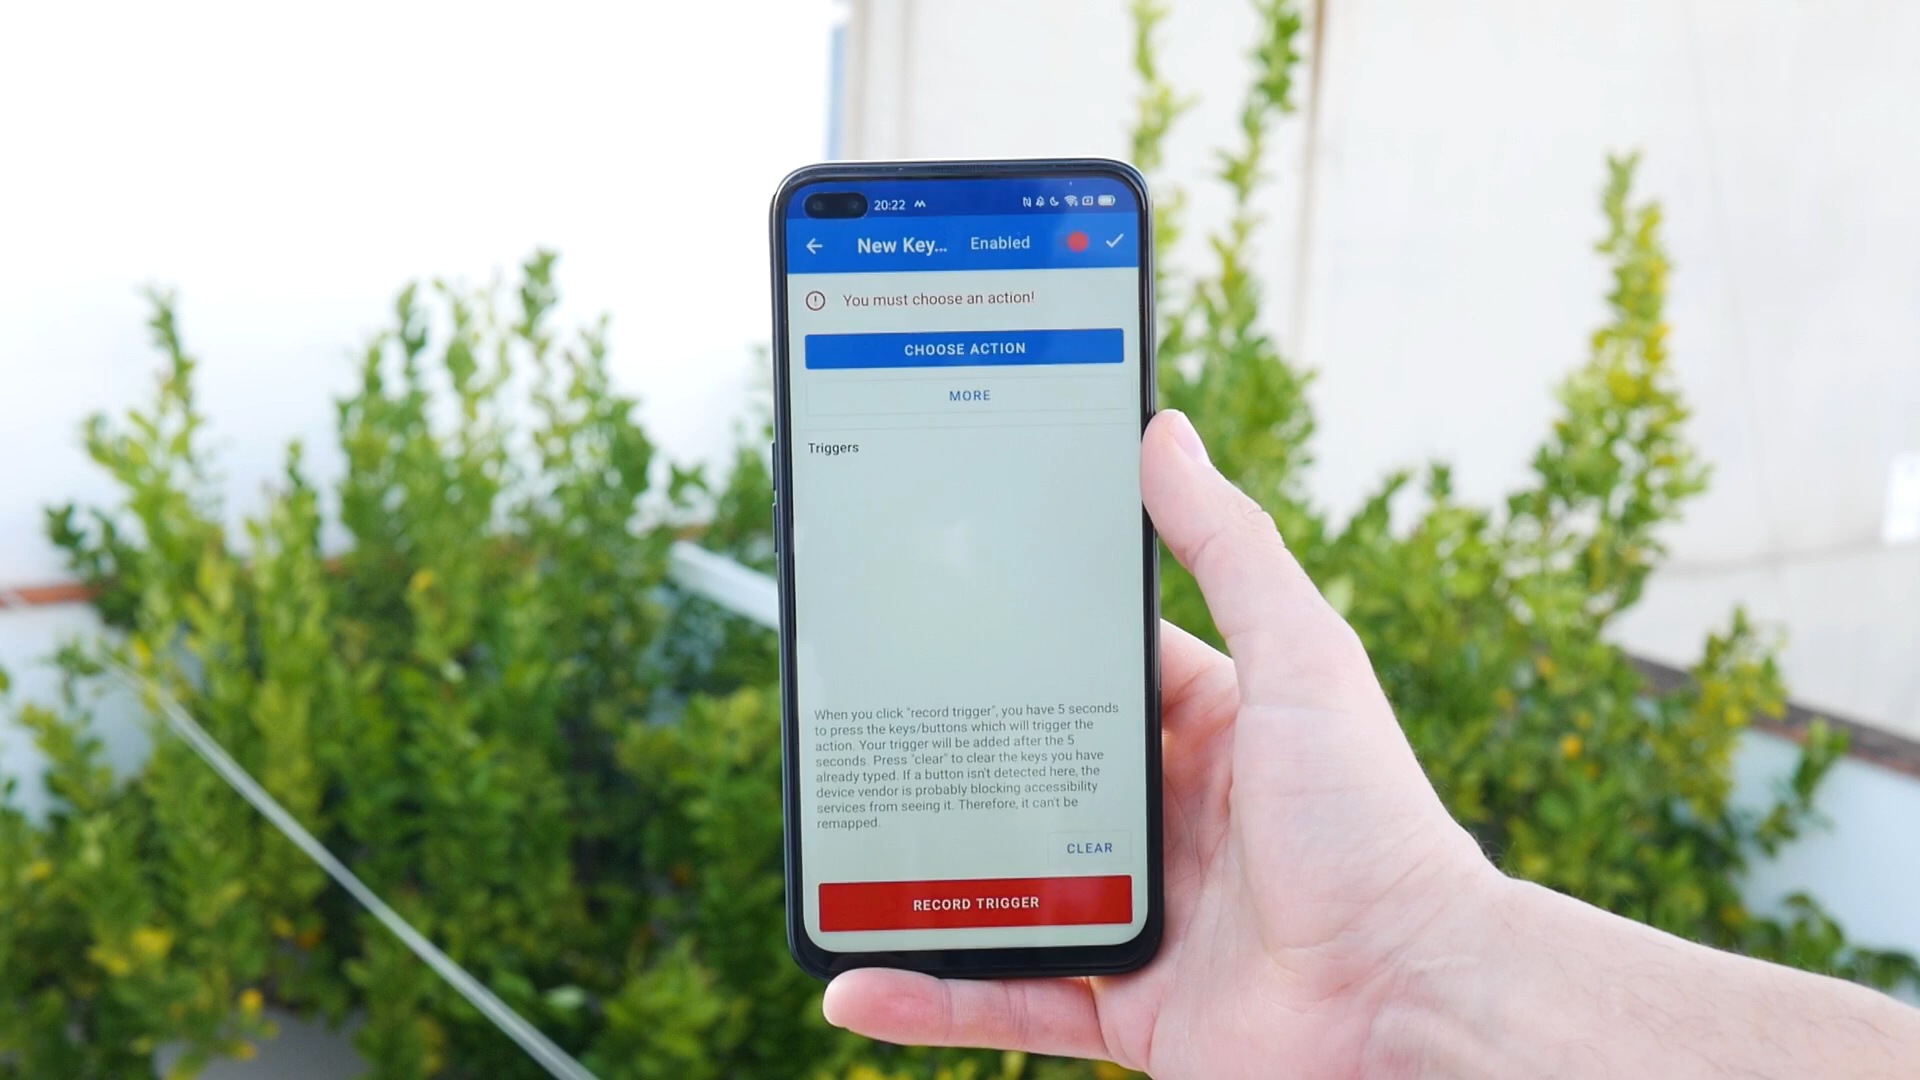 20:22
New Key... Enabled
You must choose an action!
CHOOSE ACTION
MORE
Triggers
When you click "record trigger", you have 5 seconds
to press the keys/buttons which will trigger the
action. Your trigger will be added after the 5
seconds. Press "clear" to clear the keys you have
already typed. If a button isn't detected here, the
device vendor is probably blocking accessibility
services from seeing it. Therefore, it can't be
remapped.
CLEAR
RECORD TRIGGER